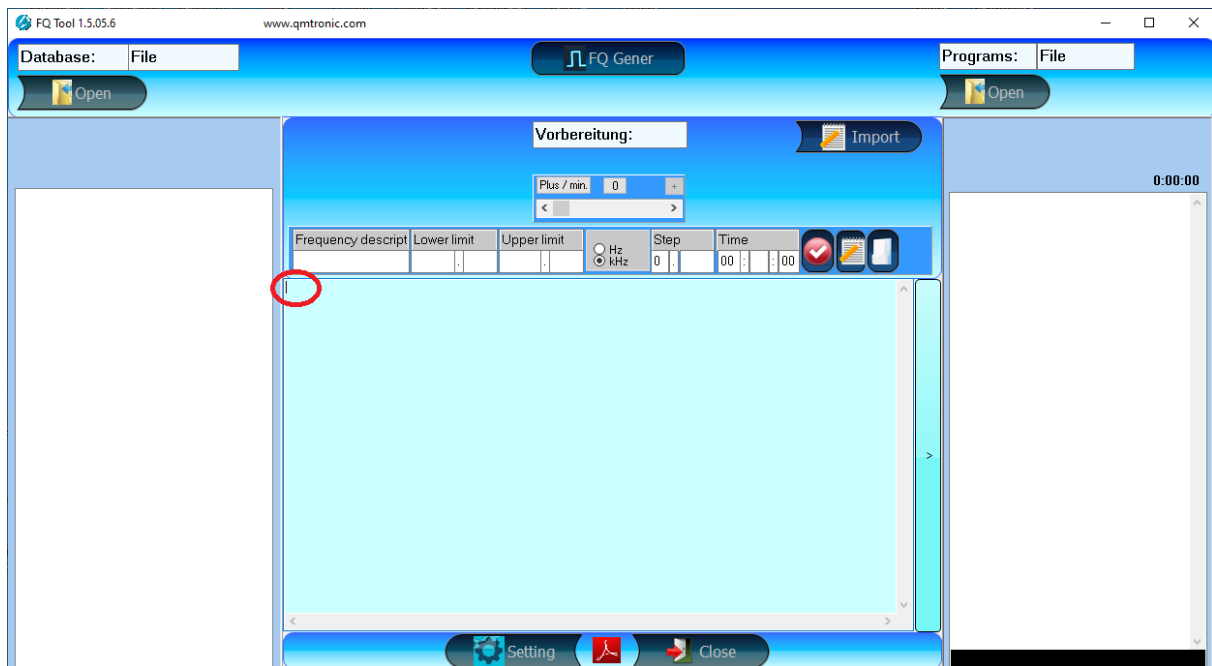 FQ Tool 1.5.05.6 www.qmtronic.com
Database: File
FQ Gener
Programs: File
Open
Open
Vorbereitung:
Import
Plus / min. 0 +
0:00:00
< >
Frequency descript Lower limit Upper limit Step Time
Hz
. . kHz 0 . 00 : : 00
>
< >
Setting Close